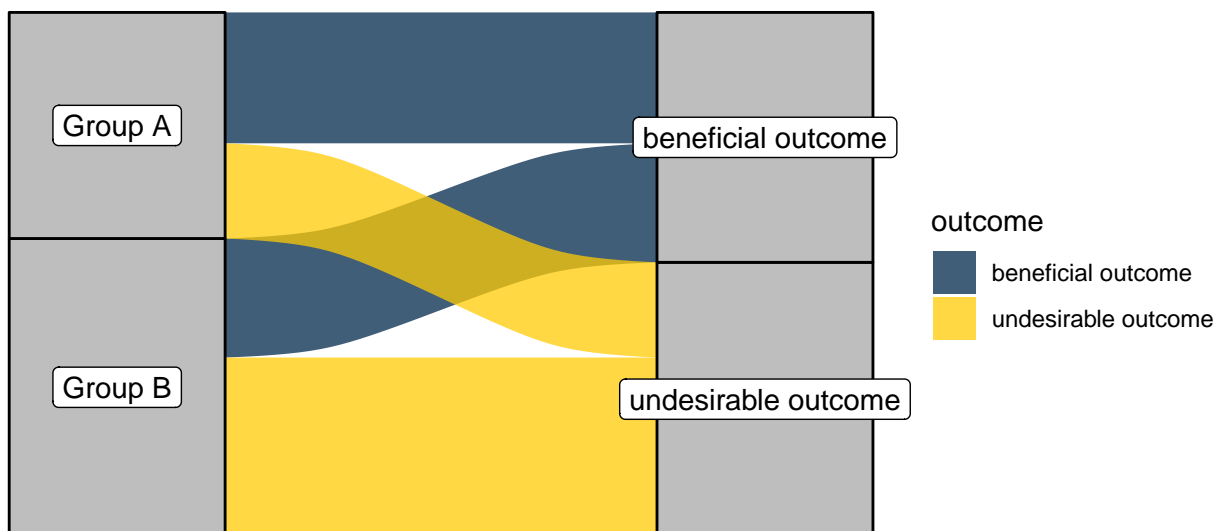 Group A
beneficial outcome
Group B
undesirable outcome
outcome
beneficial outcome
undesirable outcome